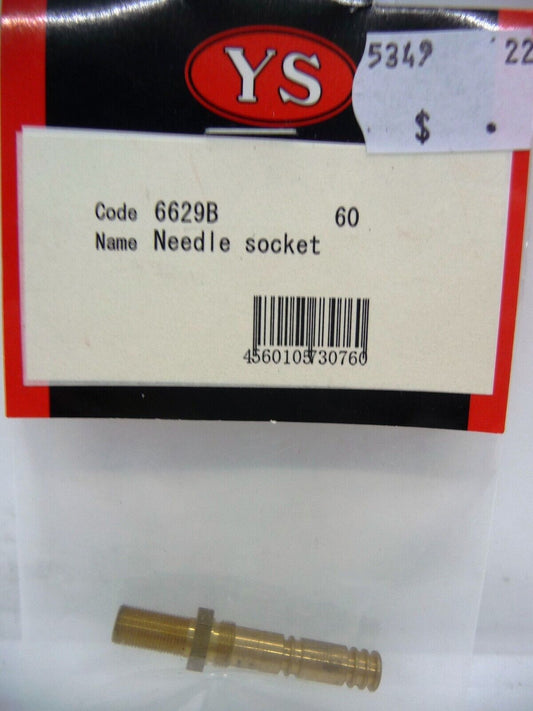 YS
5349 22
$ .
Code 6629B 60
Name Needle socket
4560105730760